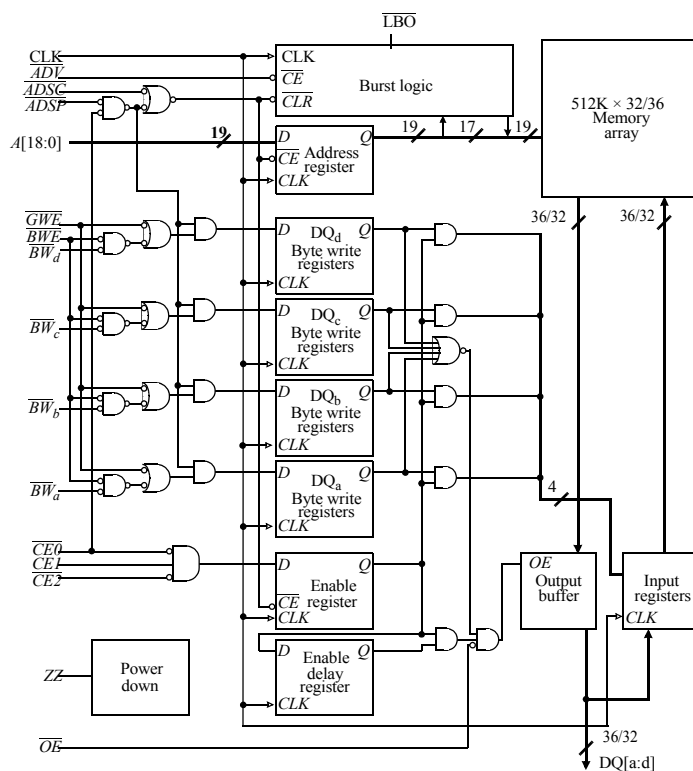 LBO
CLK
ADV
ADSC
ADSP
A[18:0]
19
CLK
CE
CLR
Burst logic
512K × 32/36
Memory
array
D
Q
CE
CLK
Address
register
19
17
19
36/32
36/32
GWE
BWE
BWd
D
DQd
Q
Byte write
registers
CLK
BWc
D
DQc
Q
Byte write
registers
CLK
BWb
D
DQb
Q
Byte write
registers
CLK
BWa
D
DQa
Q
Byte write
registers
CLK
4
CE0
CE1
CE2
D
Q
Enable
register
CE
CLK
OE
Output
buffer
Input
registers
CLK
D
Q
Enable
delay
register
CLK
ZZ
Power
down
OE
36/32
DQ[a:d]